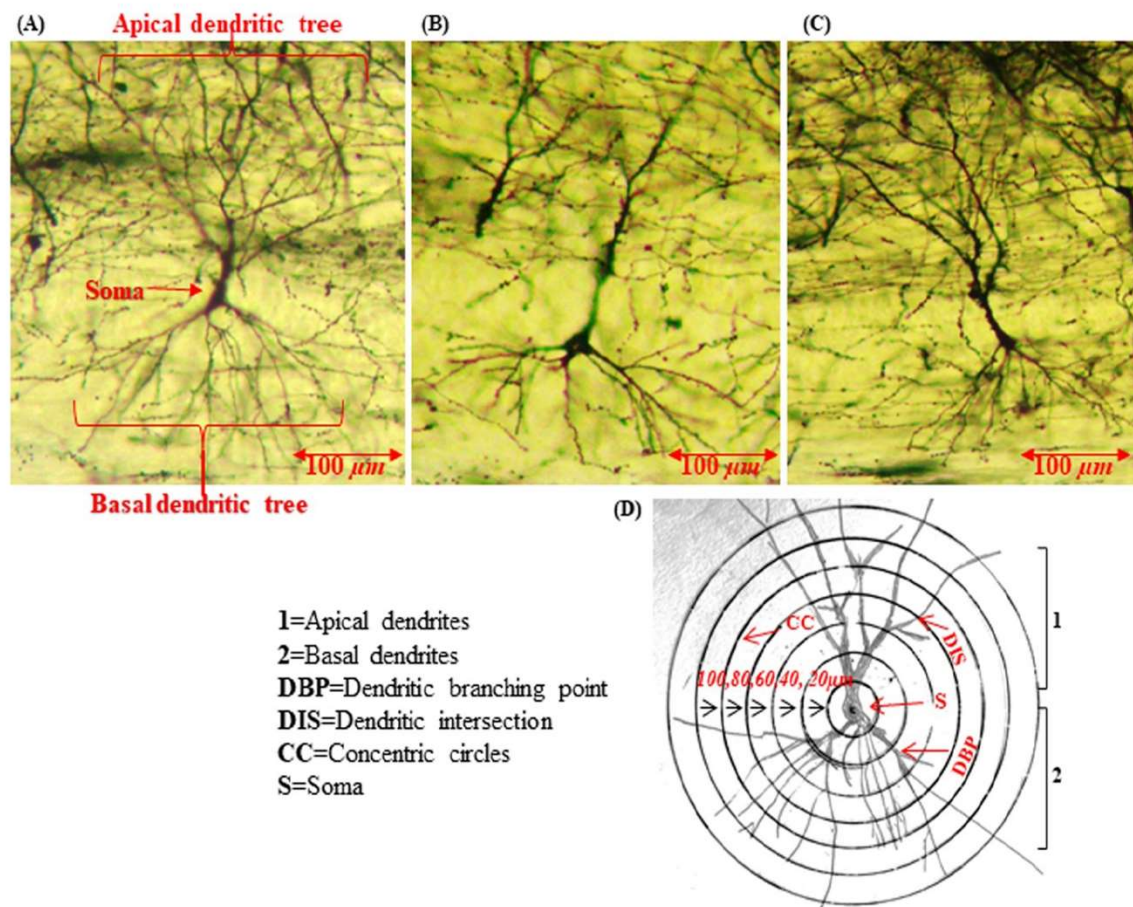 (A)
Apical dendritic tree
(B)
(C)
Soma
100 µm
100 µm
100 µm
Basal dendritic tree
(D)
1=Apical dendrites
2=Basal dendrites
DBP=Dendritic branching point
DIS=Dendritic intersection
CC=Concentric circles
S=Soma
CC
DIS
1
100,80,60,40, 20µm
S
DBP
2